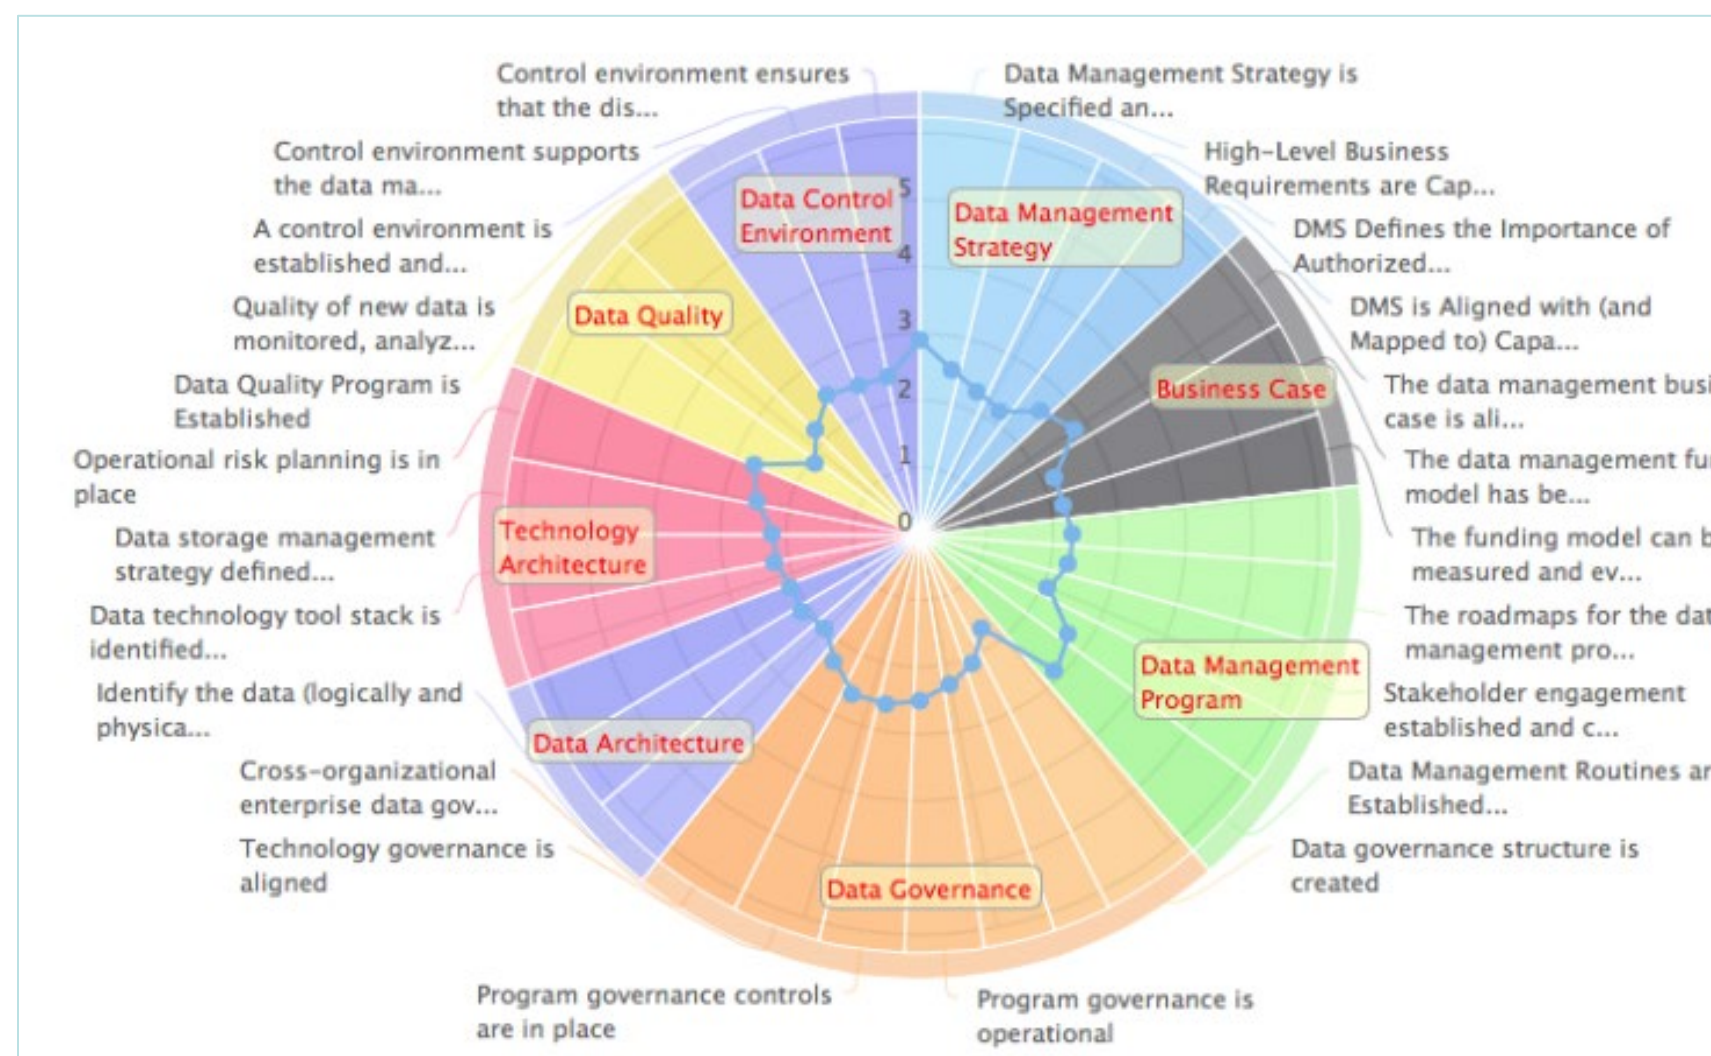 Control environment ensures
that the dis...
Data Management Strategy is
Specified an...
Control environment supports
the data ma...
High-Level Business
Requirements are Cap...
A control environment is
established and...
DMS Defines the Importance of
Authorized...
Quality of new data is
monitored, analyz...
DMS is Aligned with (and
Mapped to) Capa...
Data Quality Program is
Established
The data management busi
case is ali...
Operational risk planning is in
place
The data management fu
model has be...
Data storage management
strategy defined...
The funding model can b
measured and ev...
Data technology tool stack is
identified...
The roadmaps for the dat
management pro...
Identify the data (logically and
physica...
Stakeholder engagement
established and c...
Cross-organizational
enterprise data gov...
Data Management Routines ar
Established...
Technology governance is
aligned
Data governance structure is
created
Program governance controls
are in place
Program governance is
operational
Data Control
Environment
Data Management
Strategy
Data Quality
Business Case
Technology
Architecture
Data Management
Program
Data Architecture
Data Governance
5
4
3
2
1
0